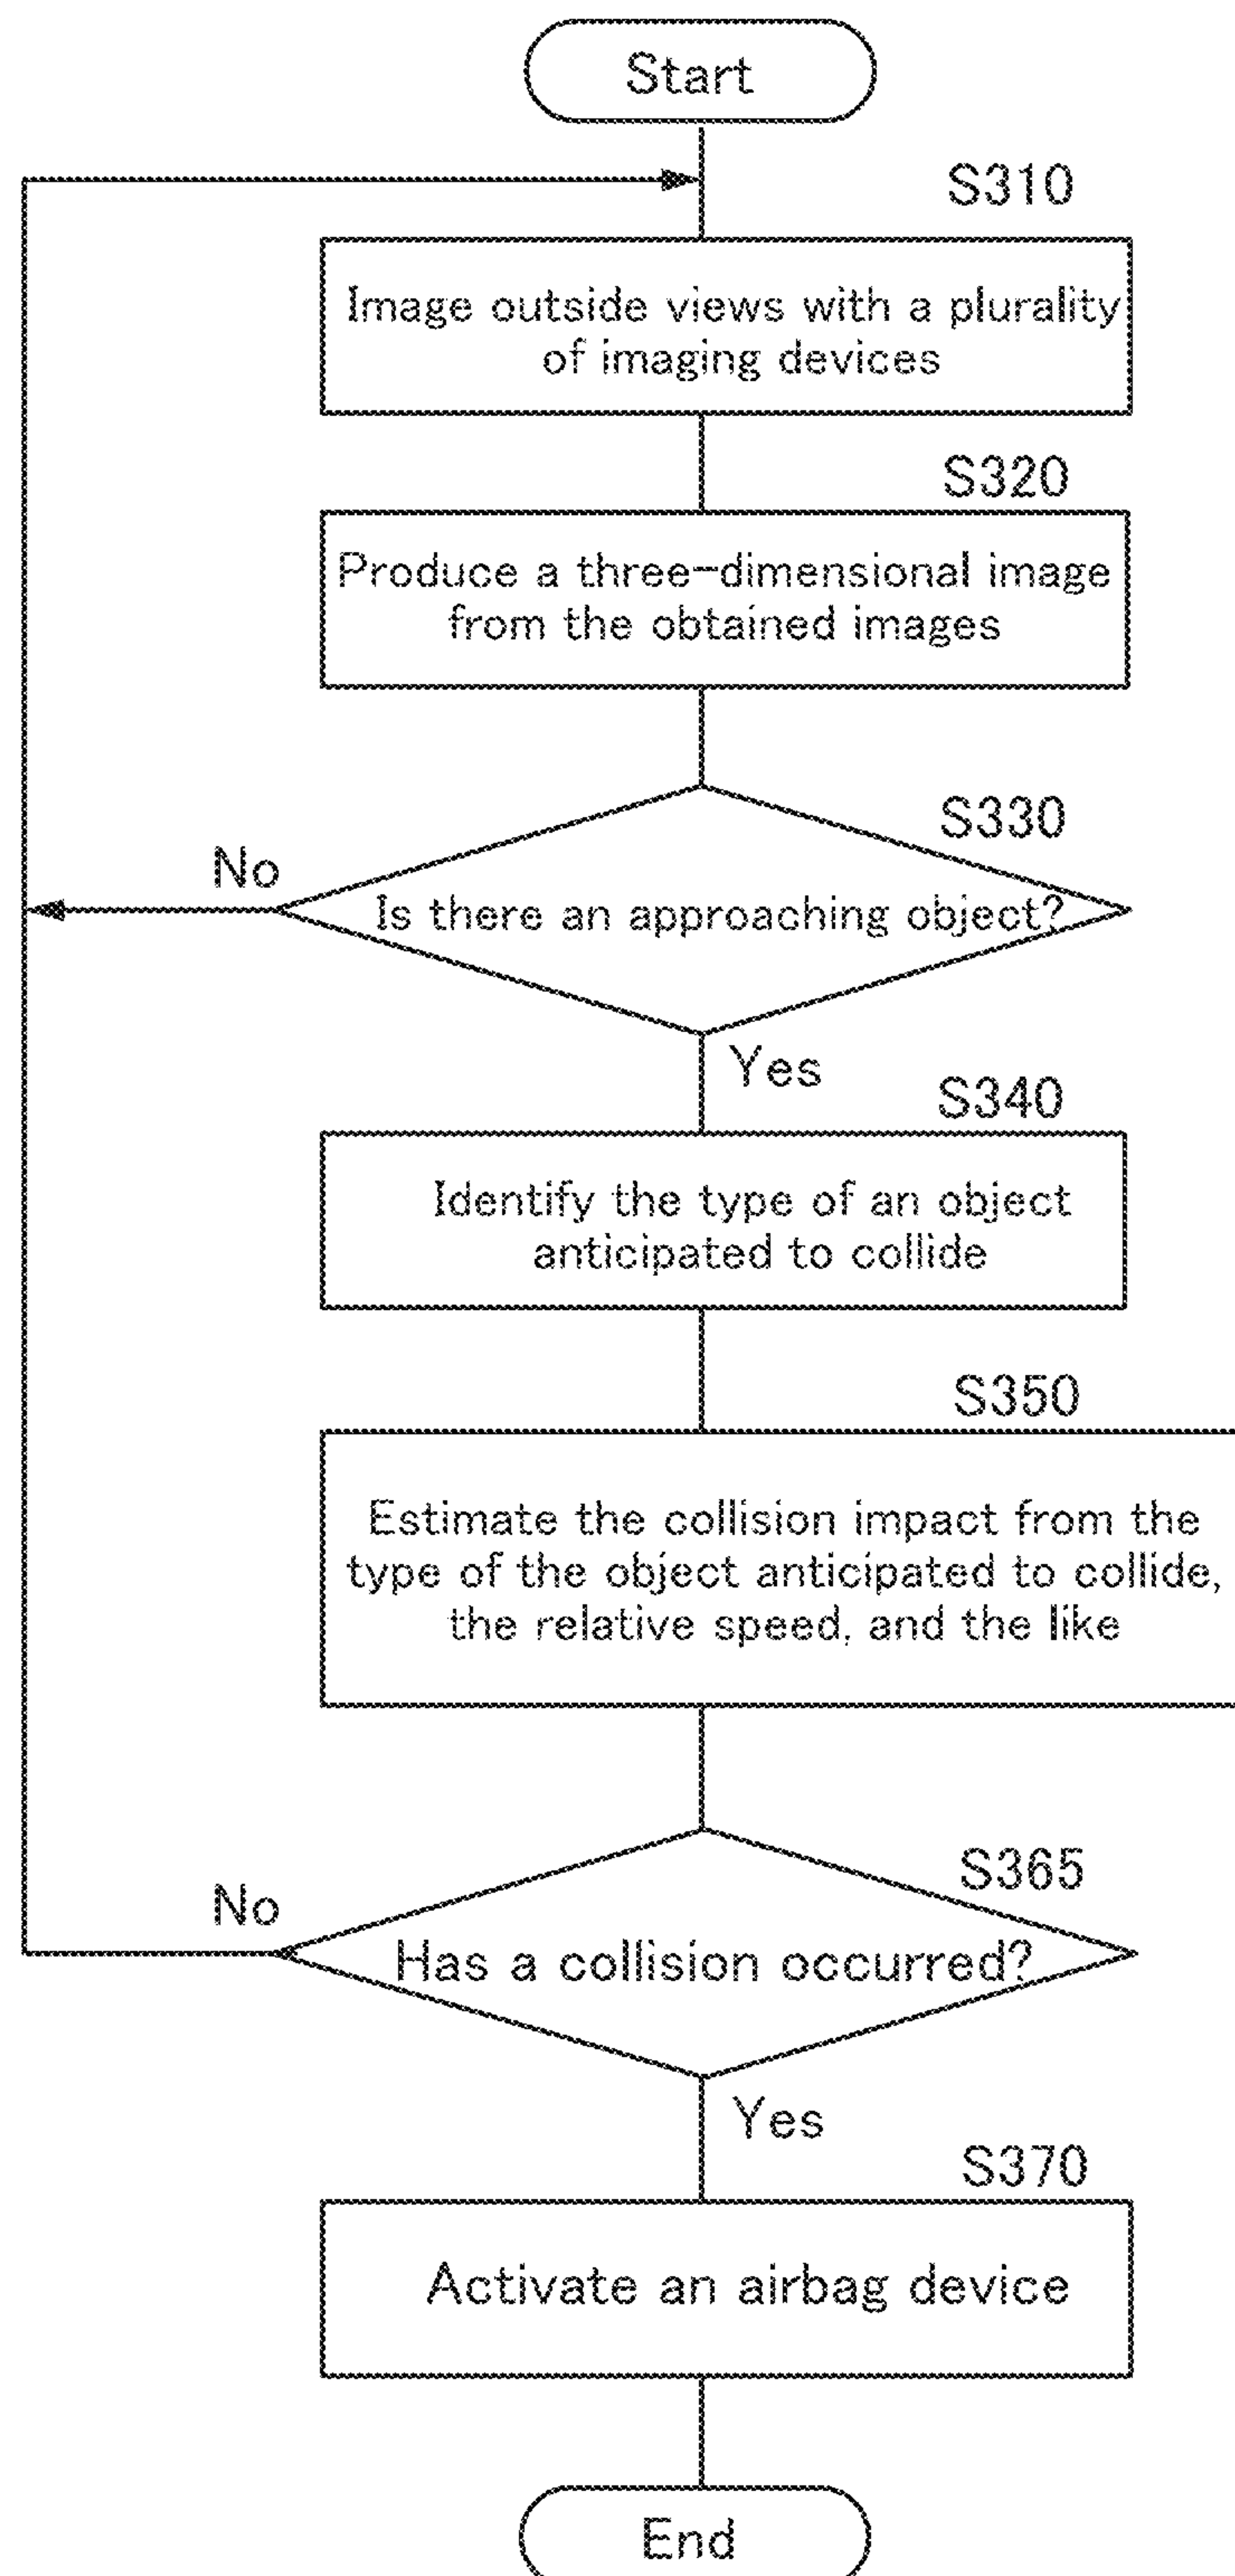 Start
S310
Image outside views with a plurality
of imaging devices
S320
Produce a three-dimensional image
from the obtained images
S330
No
Is there an approaching object?
Yes
S340
Identify the type of an object
anticipated to collide
S350
Estimate the collision impact from the
type of the object anticipated to collide,
the relative speed, and the like
S365
No
Has a collision occurred?
Yes
S370
Activate an airbag device
End